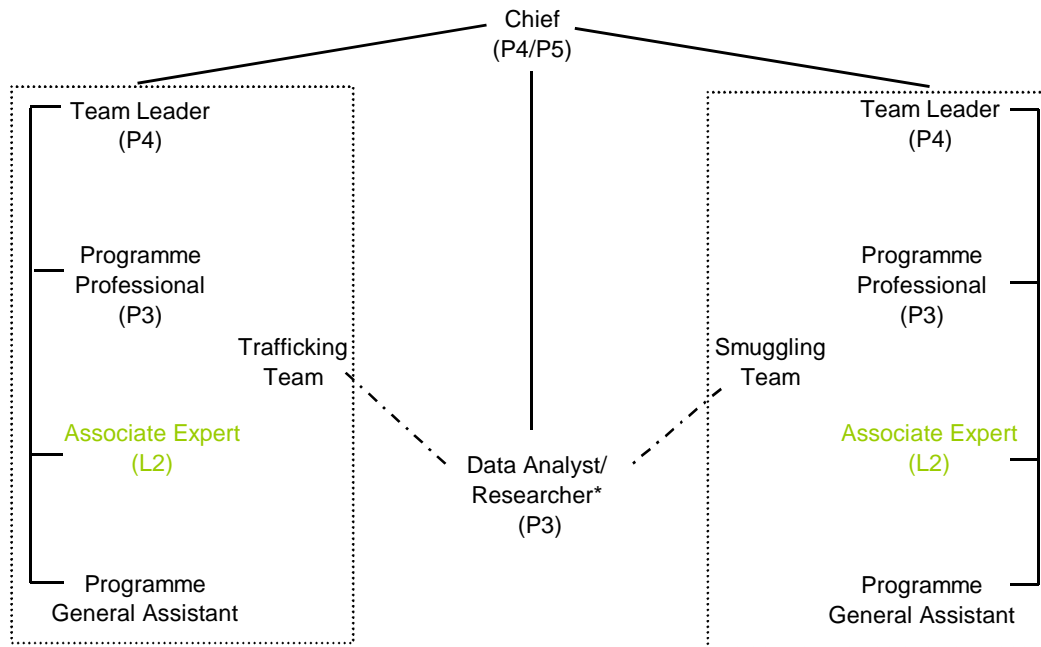 Chief
(P4/P5)
Team Leader
(P4)
Programme
Professional
(P3)
Trafficking
Team
Associate Expert
(L2)
Programme
General Assistant
Data Analyst/
Researcher*
(P3)
Team Leader
(P4)
Programme
Professional
(P3)
Smuggling
Team
Associate Expert
(L2)
Programme
General Assistant